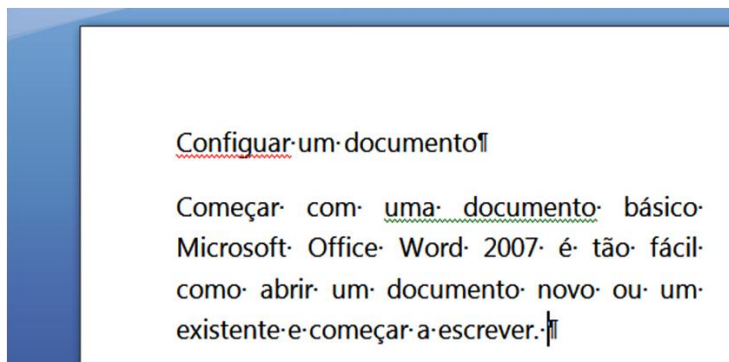 Configuar·um·documento¶
Começar· com· uma· documento· básico·
Microsoft· Office· Word· 2007· é· tão· fácil·
como· abrir· um· documento· novo· ou· um·
existente·e·começar·a·escrever.·¶